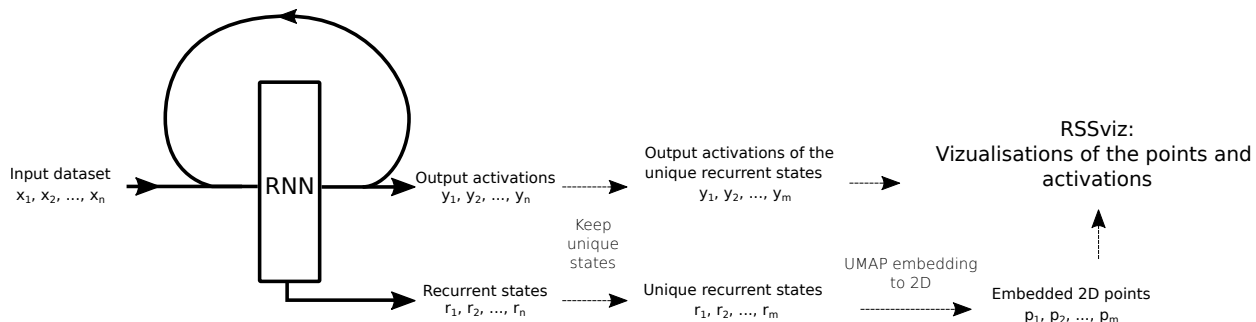 Input dataset
x₁, x₂, ..., xₙ
RNN
Output activations
y₁, y₂, ..., yₙ
Recurrent states
r₁, r₂, ..., rₙ
Keep
unique
states
Output activations of the
unique recurrent states
y₁, y₂, ..., yₘ
Unique recurrent states
r₁, r₂, ..., rₘ
UMAP embedding
to 2D
Embedded 2D points
p₁, p₂, ..., pₘ
RSSviz:
Vizualisations of the points and
activations